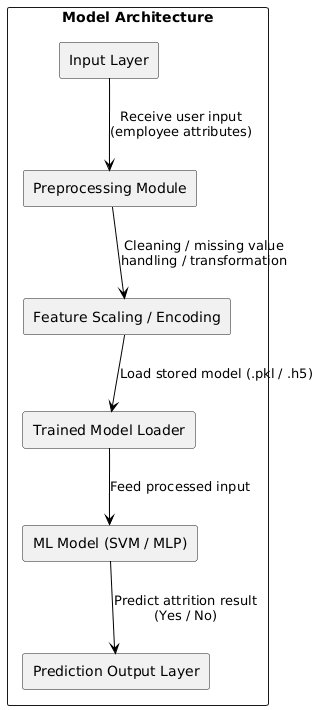 Model Architecture
Input Layer
Receive user input
(employee attributes)
Preprocessing Module
Cleaning / missing value
handling / transformation
Feature Scaling / Encoding
Load stored model (.pkl / .h5)
Trained Model Loader
Feed processed input
ML Model (SVM / MLP)
Predict attrition result
(Yes / No)
Prediction Output Layer